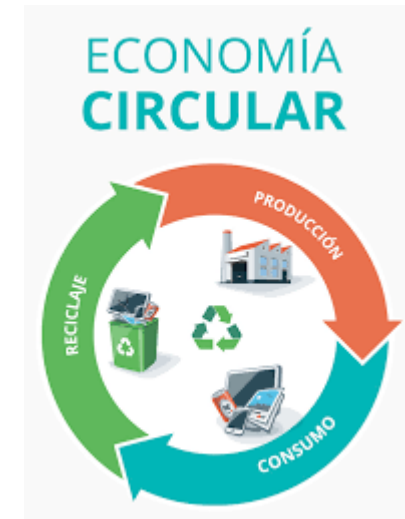 ECONOMÍA
CIRCULAR
PRODUCCIÓN
CONSUMO
RECICLAJE